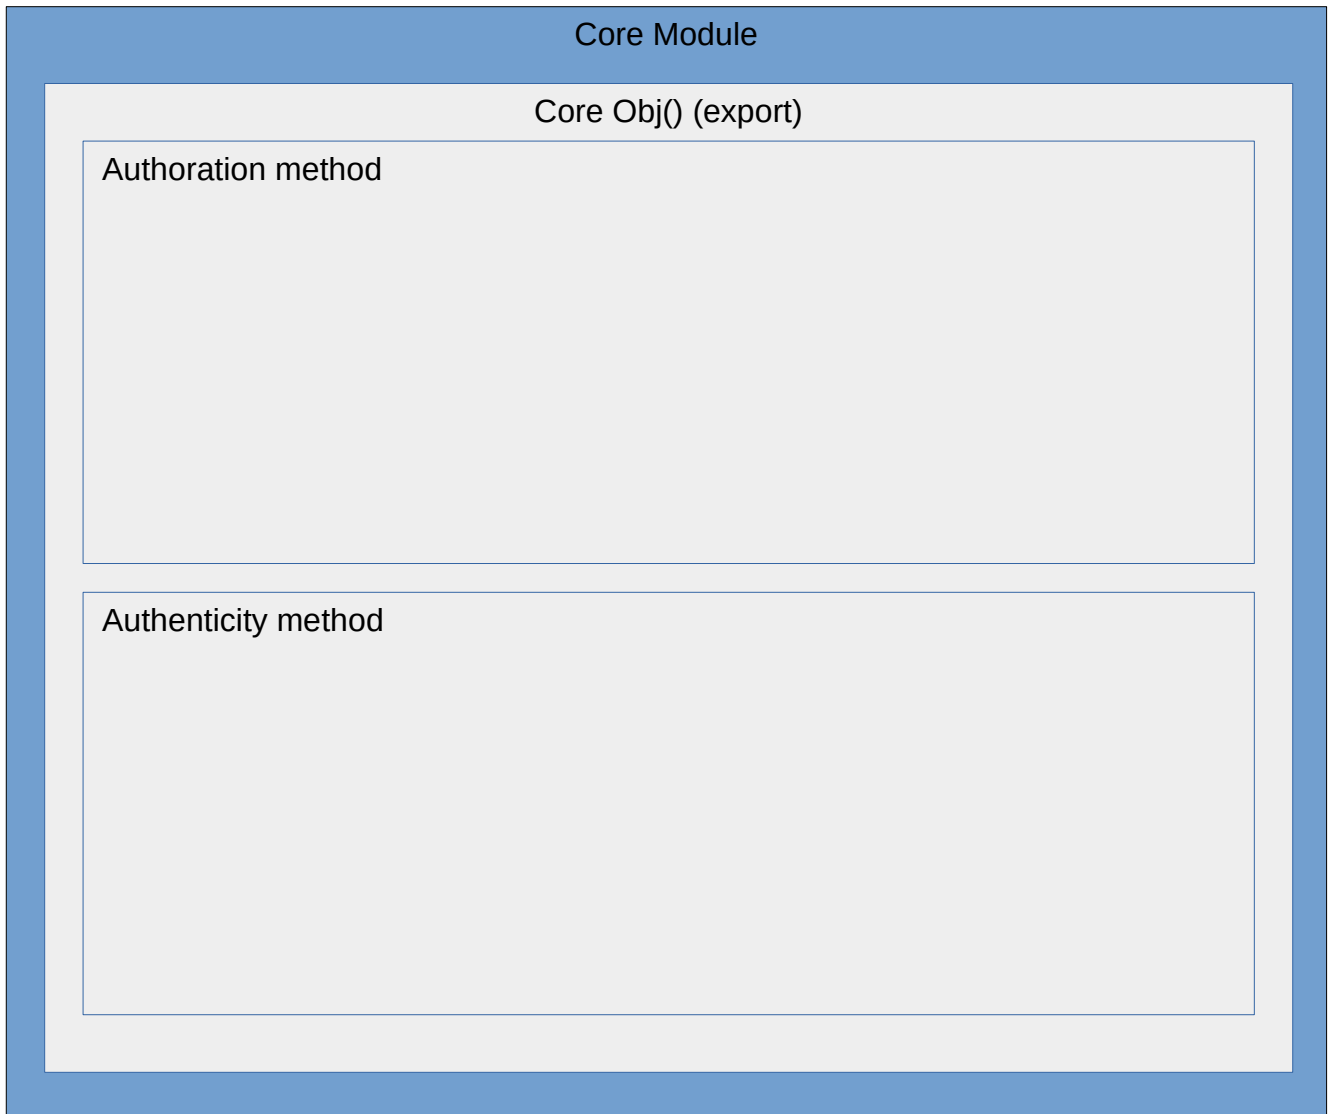 Core Module
Core Obj() (export)
Authoration method
Authenticity method